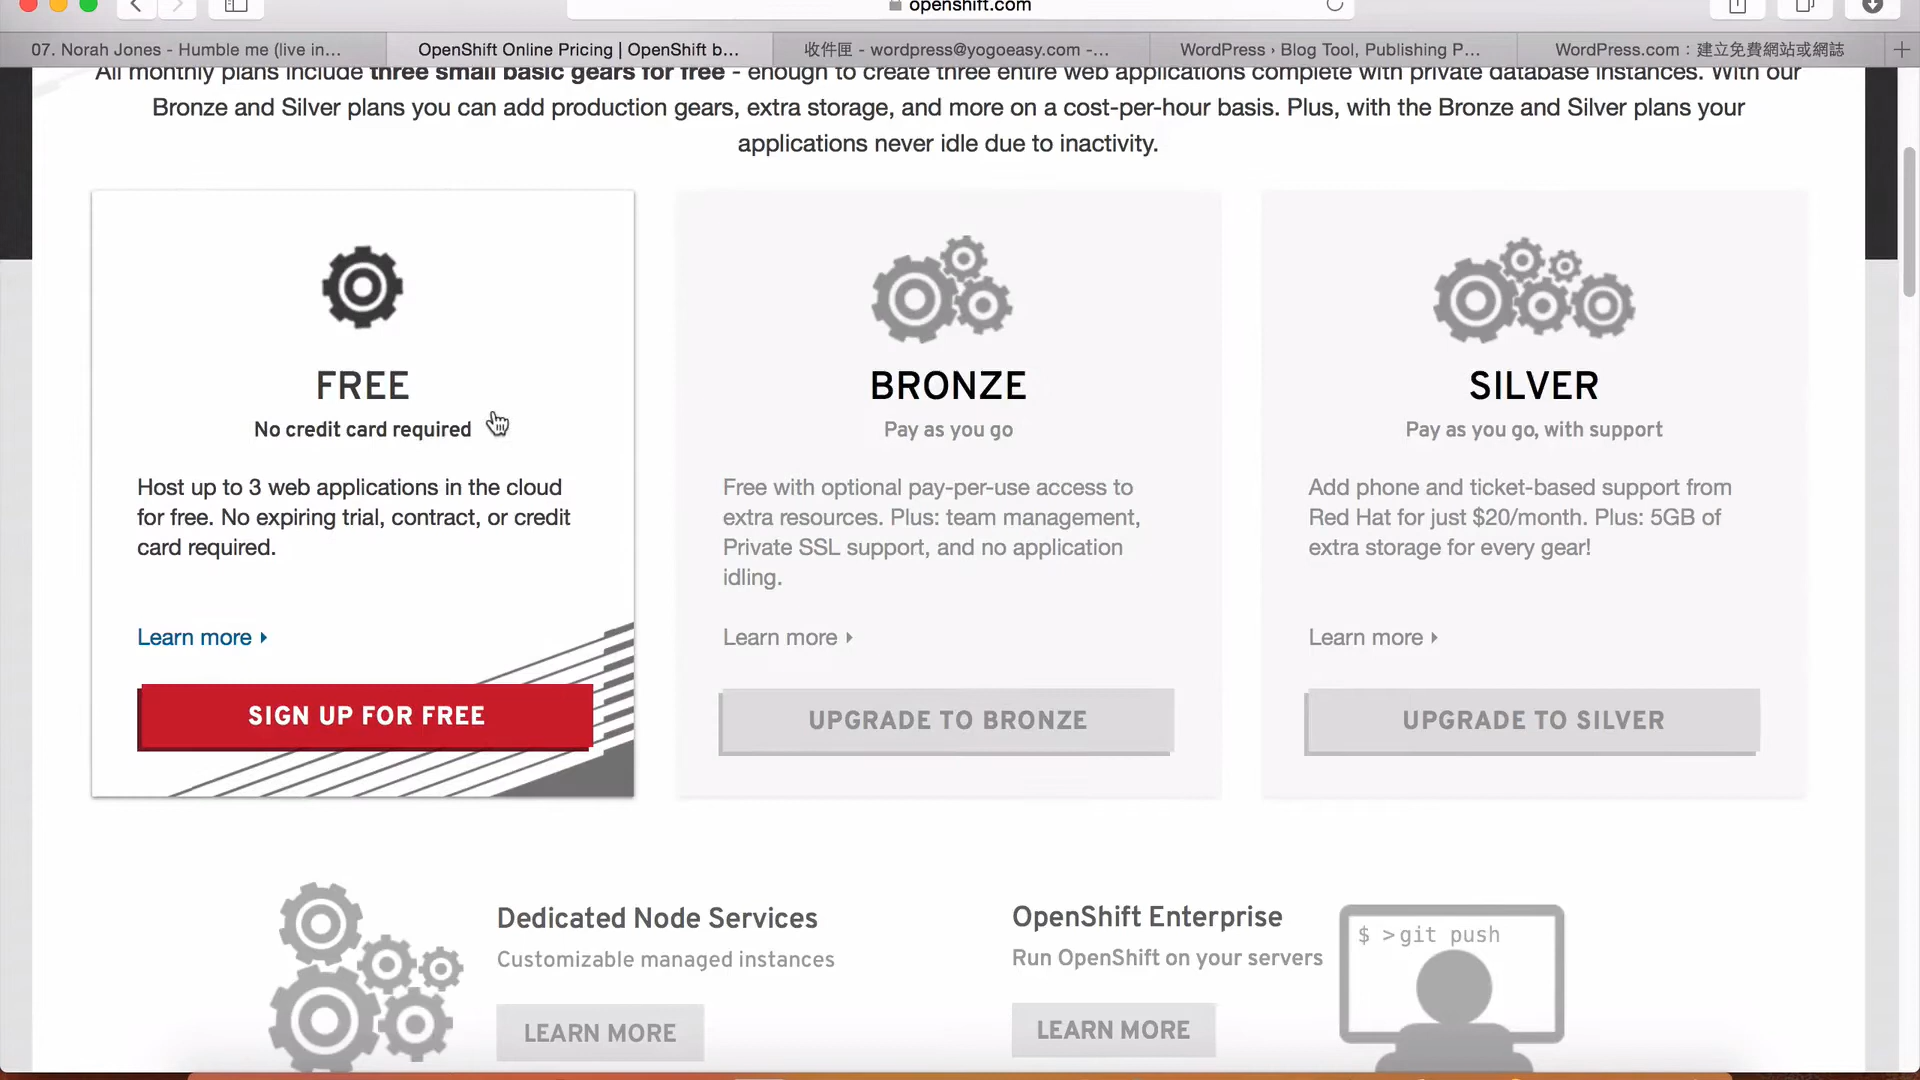 openshift.com
07. Norah Jones - Humble me (live in...
OpenShift Online Pricing | OpenShift b...
收件匣 - wordpress@yogoeasy.com -...
WordPress › Blog Tool, Publishing P...
WordPress.com：建立免費網站或網誌
All monthly plans include three small basic gears for free - enough to create three entire web applications complete with private database instances. With our
Bronze and Silver plans you can add production gears, extra storage, and more on a cost-per-hour basis. Plus, with the Bronze and Silver plans your
applications never idle due to inactivity.
FREE
No credit card required
Host up to 3 web applications in the cloud
for free. No expiring trial, contract, or credit
card required.
Learn more
SIGN UP FOR FREE
BRONZE
Pay as you go
Free with optional pay-per-use access to
extra resources. Plus: team management,
Private SSL support, and no application
idling.
Learn more
UPGRADE TO BRONZE
SILVER
Pay as you go, with support
Add phone and ticket-based support from
Red Hat for just $20/month. Plus: 5GB of
extra storage for every gear!
Learn more
UPGRADE TO SILVER
Dedicated Node Services
Customizable managed instances
LEARN MORE
OpenShift Enterprise
Run OpenShift on your servers
LEARN MORE
$ >git push